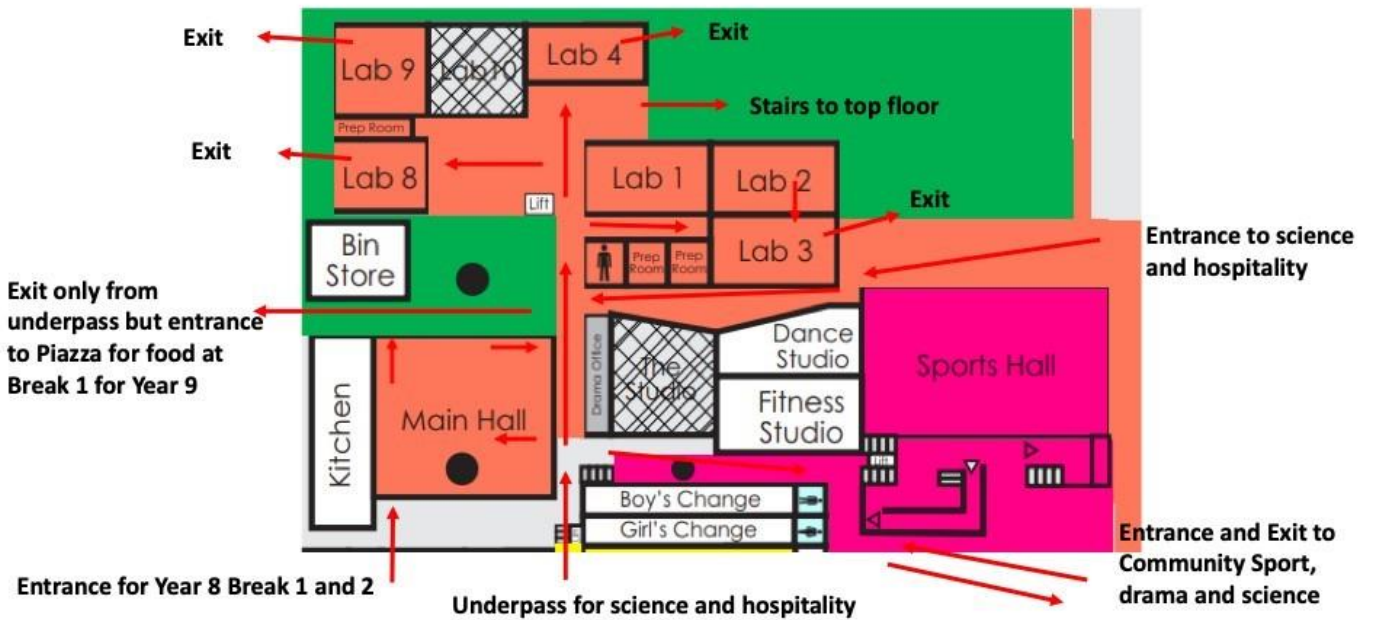 Exit
Exit
Lab 9
Lab 10
Lab 4
Stairs to top floor
Prep Room
Exit
Lab 8
Lab 1
Lab 2
Lift
Exit
Bin
Store
Prep
Room
Prep
Room
Lab 3
Entrance to science
and hospitality
Exit only from
underpass but entrance
to Piazza for food at
Break 1 for Year 9
Drama Office
The
Studio
Dance
Studio
Sports Hall
Kitchen
Main Hall
Fitness
Studio
Lift
Boy's Change
Girl's Change
Entrance and Exit to
Community Sport,
drama and science
Entrance for Year 8 Break 1 and 2
Underpass for science and hospitality